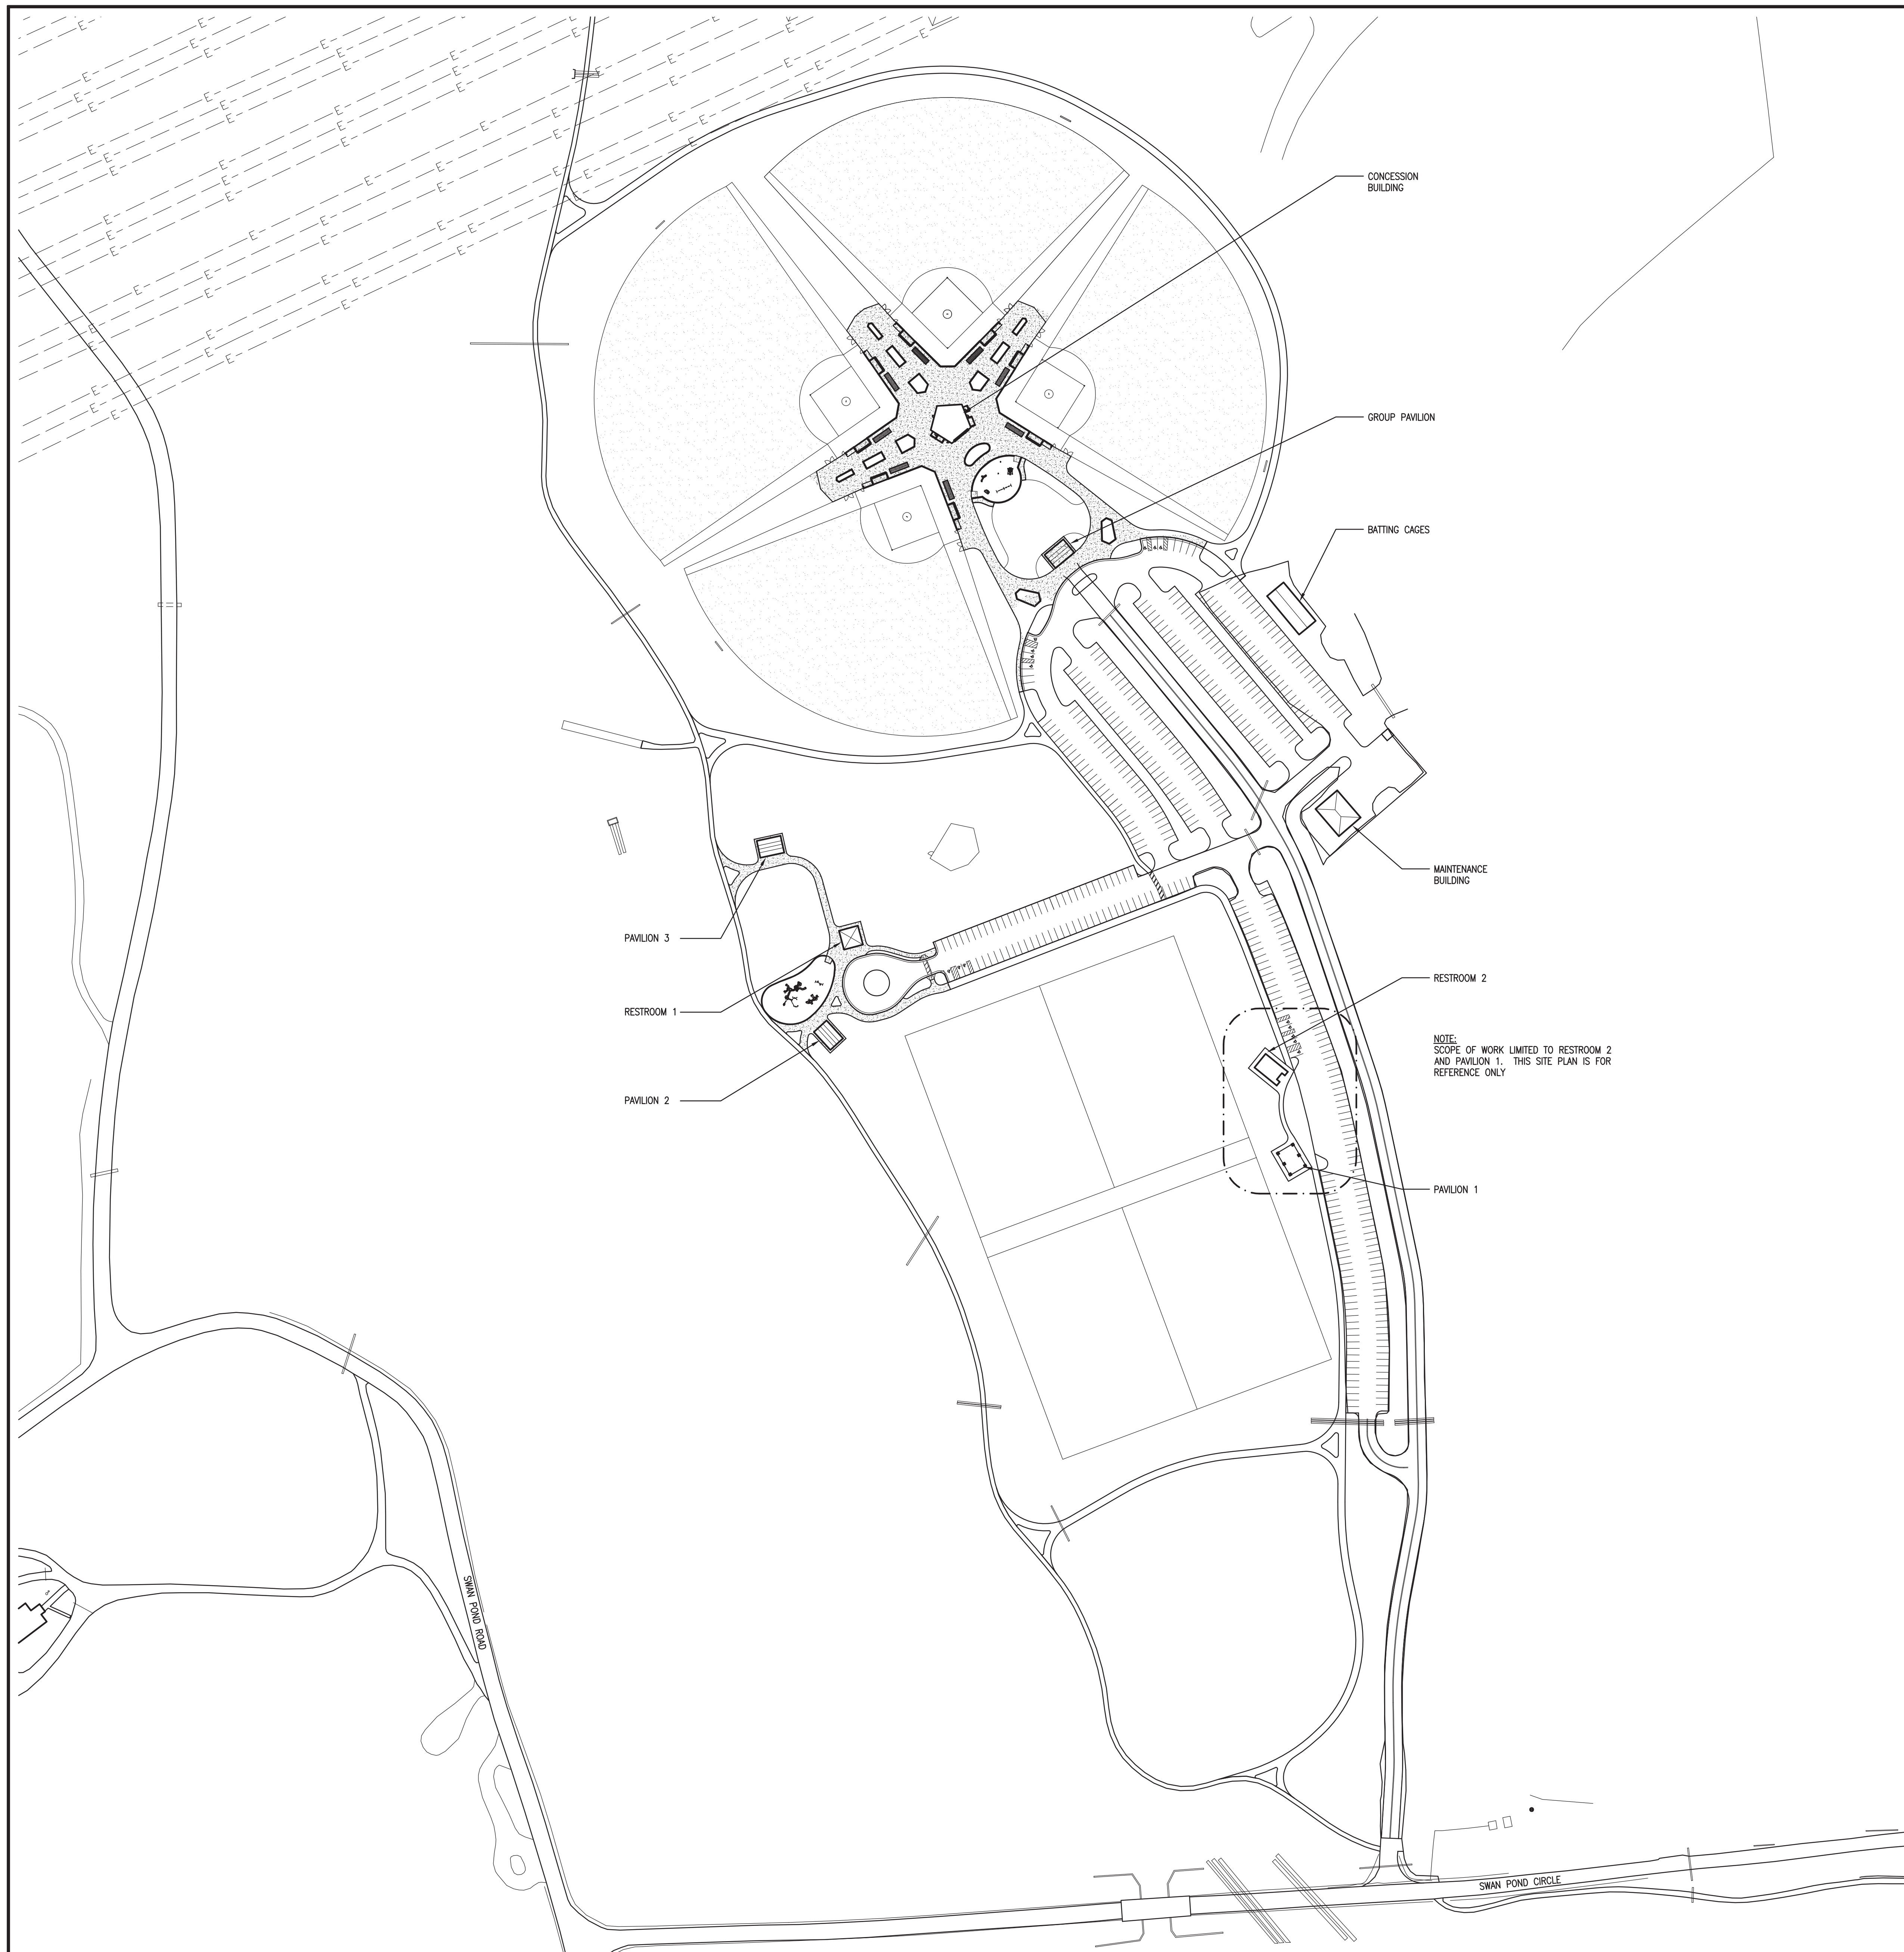 CONCESSION
BUILDING
GROUP PAVILION
BATTING CAGES
MAINTENANCE
BUILDING
PAVILION 3
RESTROOM 1
PAVILION 2
RESTROOM 2
NOTE:
SCOPE OF WORK LIMITED TO RESTROOM 2
AND PAVILION 1. THIS SITE PLAN IS FOR
REFERENCE ONLY
PAVILION 1
SWAN POND ROAD
SWAN POND CIRCLE